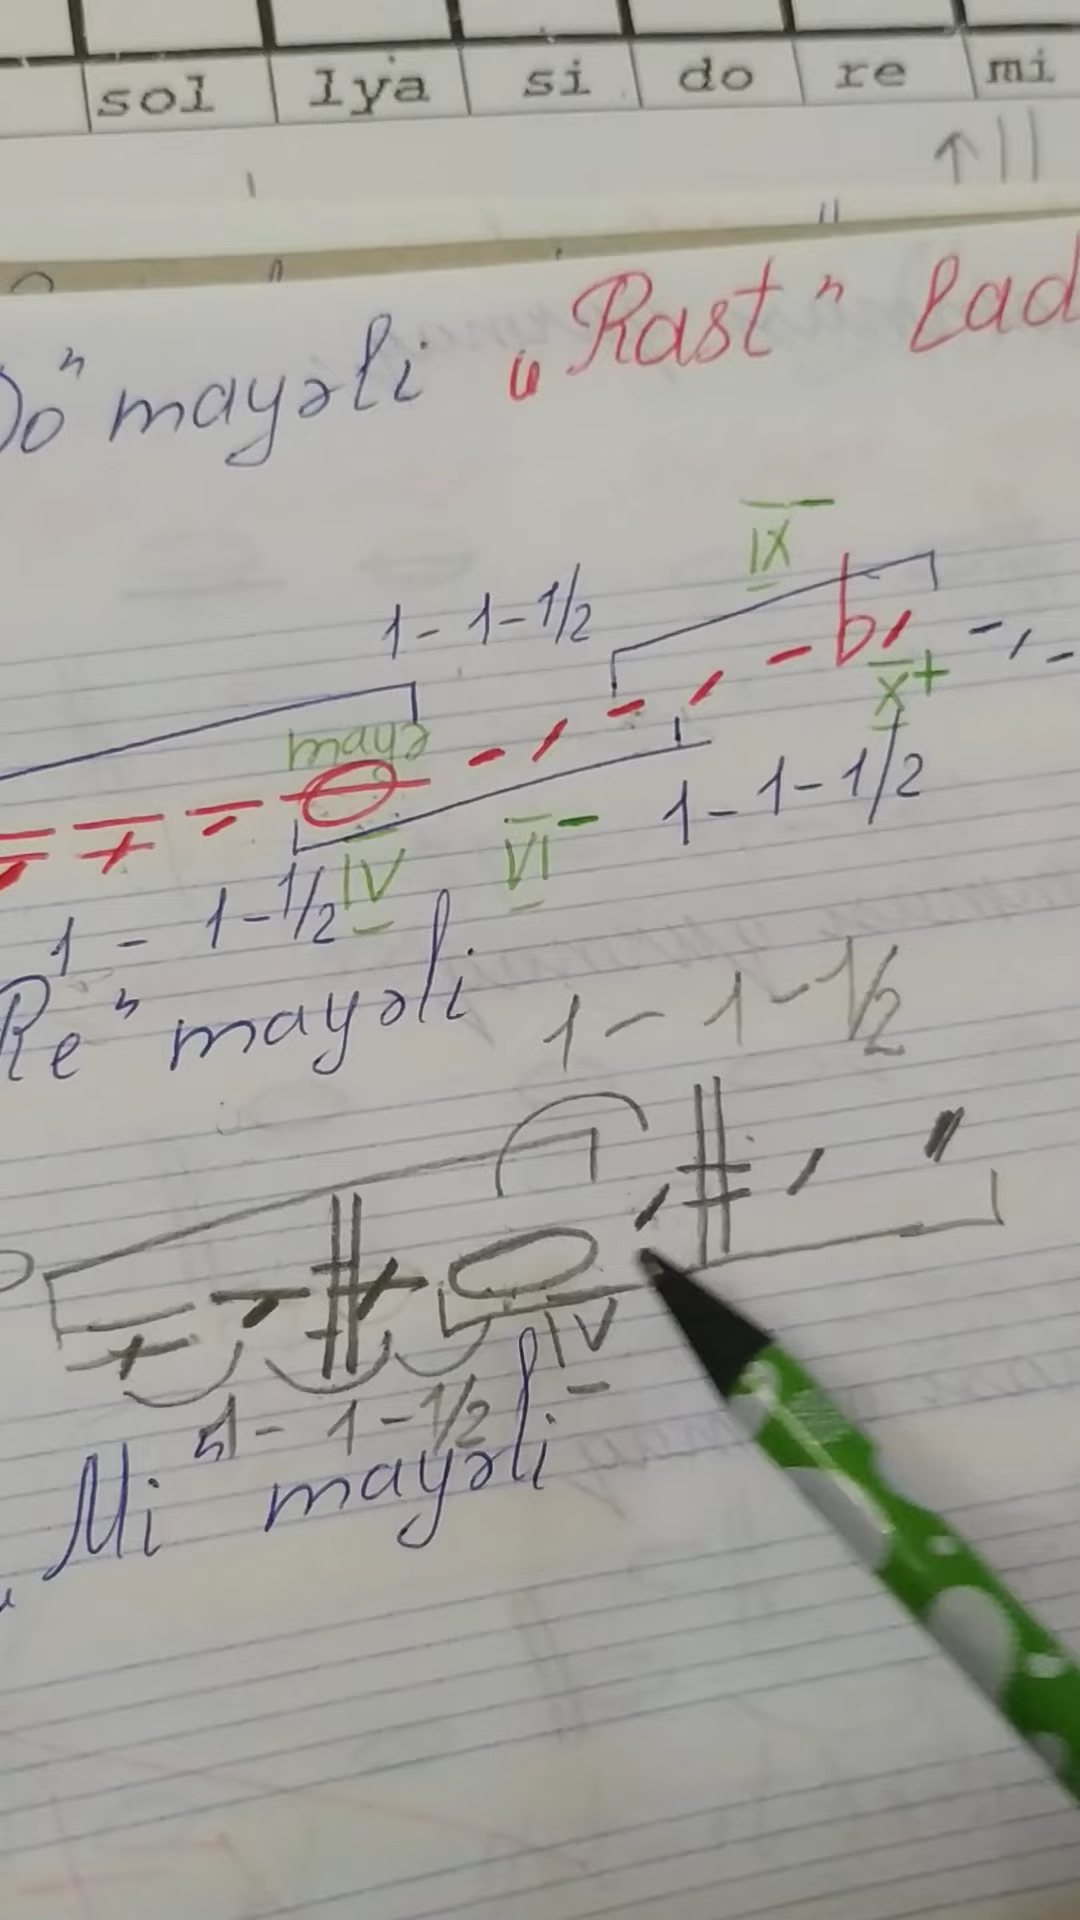 sol lya si do re mi
"Do" mayəli "Rast" lad
IX
1 - 1 - 1/2
b
mayə
X +
IV VI 1 - 1 - 1/2
1 - 1 - 1/2
Re" mayəli 1 - 1 - 1/2
IV
1 - 1 - 1/2
"Mi" mayəli